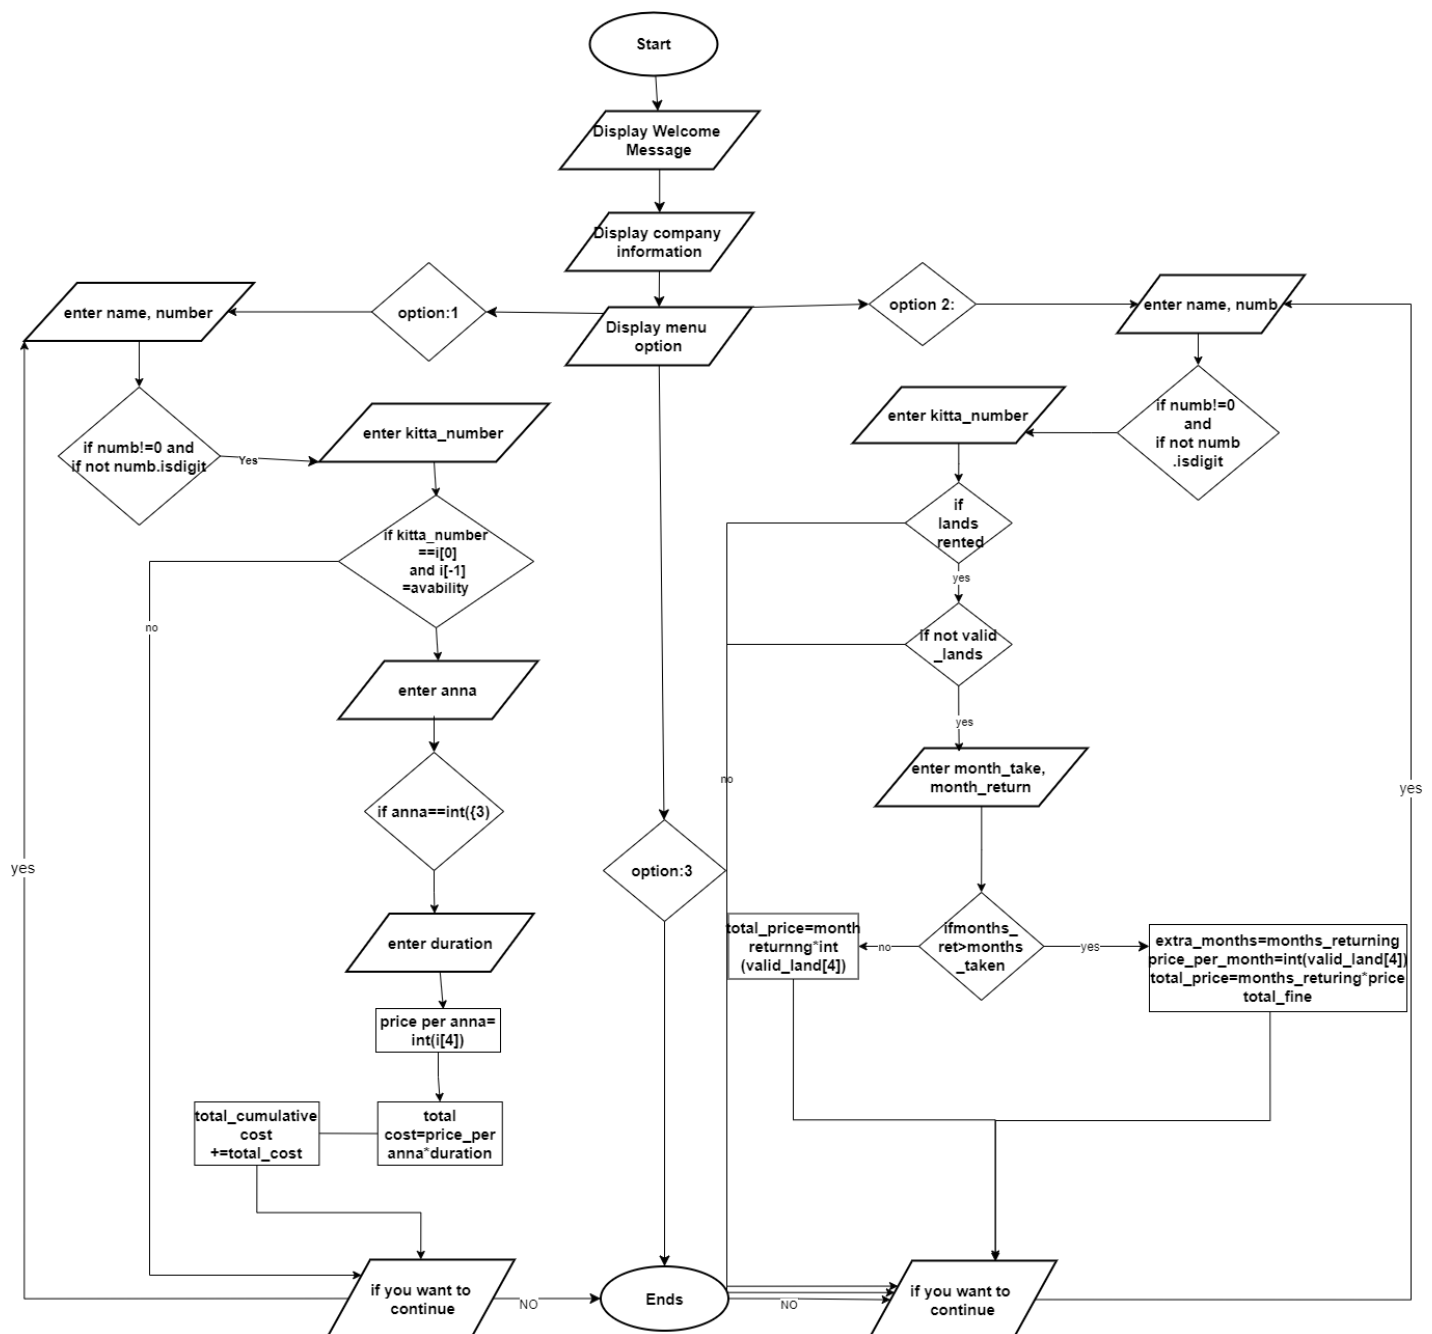 Start
Display Welcome
Message
Display company
information
Display menu
option
option:1
enter name, number
if numb!=0 and
if not numb.isdigit
Yes
enter kitta_number
if kitta_number
==i[0]
and i[-1]
=avability
no
enter anna
if anna==int({3)
enter duration
price per anna=
int(i[4])
total
cost=price_per
anna*duration
total_cumulative
cost
+=total_cost
if you want to
continue
yes
NO
option:3
Ends
option 2:
enter name, numb
if numb!=0
and
if not numb
.isdigit
enter kitta_number
if
lands
rented
yes
if not valid
_lands
yes
no
enter month_take,
month_return
ifmonths_
ret>months
_taken
no
total_price=month
returnng*int
(valid_land[4])
yes
extra_months=months_returning
price_per_month=int(valid_land[4])
total_price=months_returing*price
total_fine
NO
if you want to
continue
yes